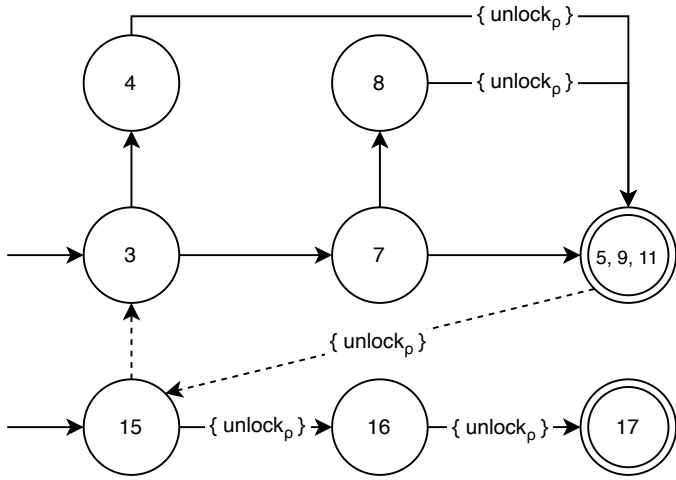 { unlockρ }
4
8
{ unlockρ }
3
7
5, 9, 11
{ unlockρ }
15
{ unlockρ }
16
{ unlockρ }
17